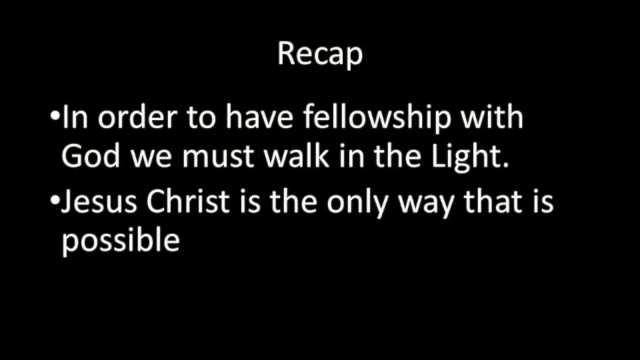 Recap
•In order to have fellowship with
God we must walk in the Light.
•Jesus Christ is the only way that is
possible